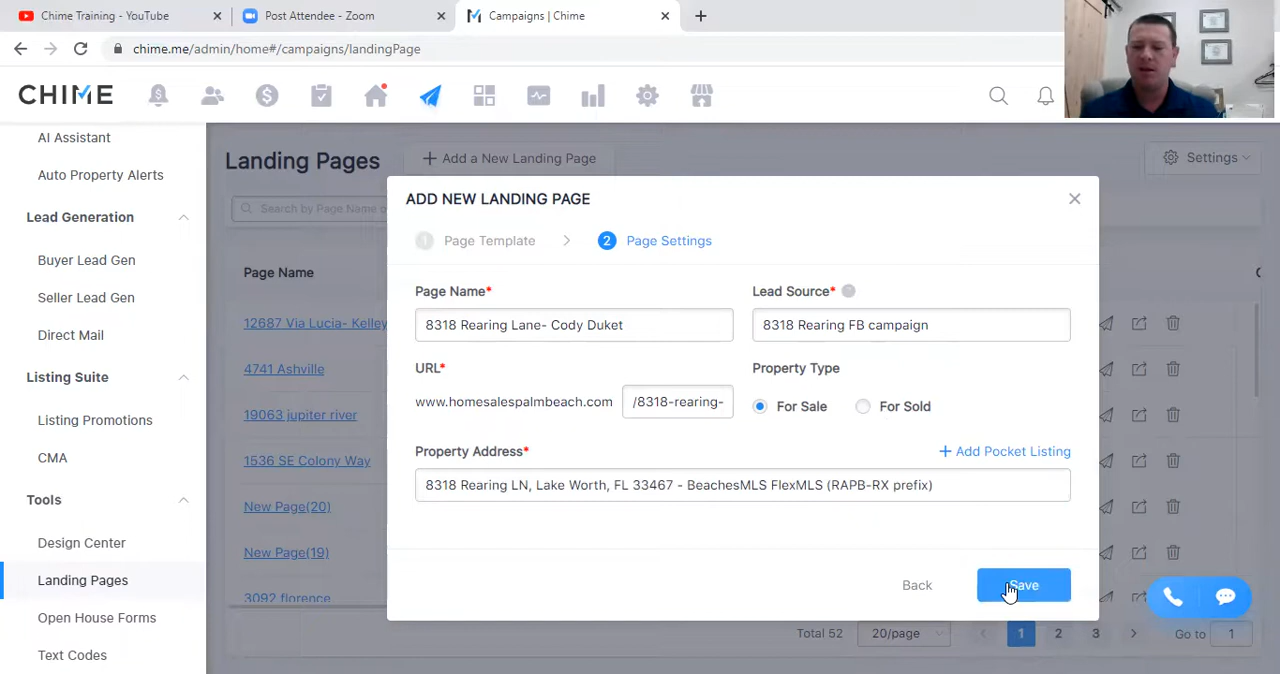 Chime Training - YouTube
Post Attendee - Zoom
Campaigns | Chime
chime.me/admin/home#/campaigns/landingPage
CHIME
AI Assistant
Auto Property Alerts
Lead Generation
Buyer Lead Gen
Seller Lead Gen
Direct Mail
Listing Suite
Listing Promotions
CMA
Tools
Design Center
Landing Pages
Open House Forms
Text Codes
Landing Pages
Add a New Landing Page
Settings
Search by Page Name
Page Name
12687 Via Lucia- Kelley
4741 Ashville
19063 jupiter river
1536 SE Colony Way
New Page(20)
New Page(19)
3092 florence
ADD NEW LANDING PAGE
1 Page Template
2 Page Settings
Page Name*
Lead Source*
8318 Rearing Lane- Cody Duket
8318 Rearing FB campaign
URL*
Property Type
www.homesalespalmbeach.com
/8318-rearing-
For Sale
For Sold
Property Address*
+ Add Pocket Listing
8318 Rearing LN, Lake Worth, FL 33467 - BeachesMLS FlexMLS (RAPB-RX prefix)
Back
Save
Total 52
20/page
1
2
3
Go to
1